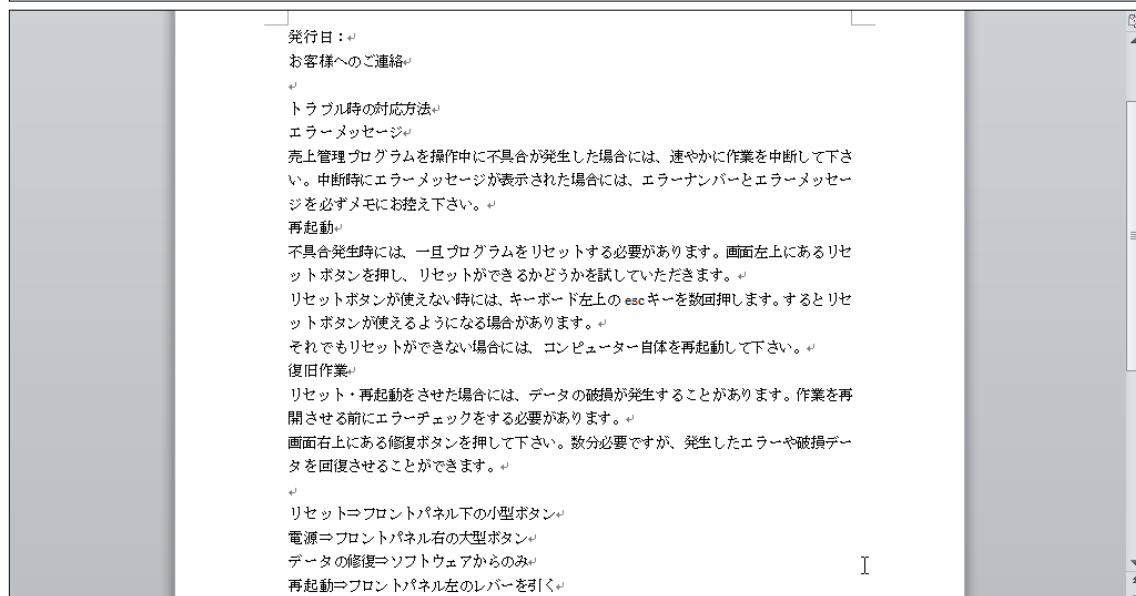 発行日：
お客様へのご連絡
トラブル時の対応方法
エラーメッセージ
売上管理プログラムを操作中に不具合が発生した場合には、速やかに作業を中断して下さ
い。中断時にエラーメッセージが表示された場合には、エラーナンバーとエラーメッセー
ジを必ずメモにお控え下さい。
再起動
不具合発生時には、一旦プログラムをリセットする必要があります。画面左上にあるリセ
ットボタンを押し、リセットができるかどうかを試していただきます。
リセットボタンが使えない時には、キーボード左上の esc キーを数回押します。するとリセ
ットボタンが使えるようになる場合があります。
それでもリセットができない場合には、コンピューター自体を再起動して下さい。
復旧作業
リセット・再起動をさせた場合には、データの破損が発生することがあります。作業を再
開させる前にエラーチェックをする必要があります。
画面右上にある修復ボタンを押して下さい。数分必要ですが、発生したエラーや破損デー
タを回復させることができます。
リセット⇒フロントパネル下の小型ボタン
電源⇒フロントパネル右の大型ボタン
データの修復⇒ソフトウェアからのみ
再起動⇒フロントパネル左のレバーを引く